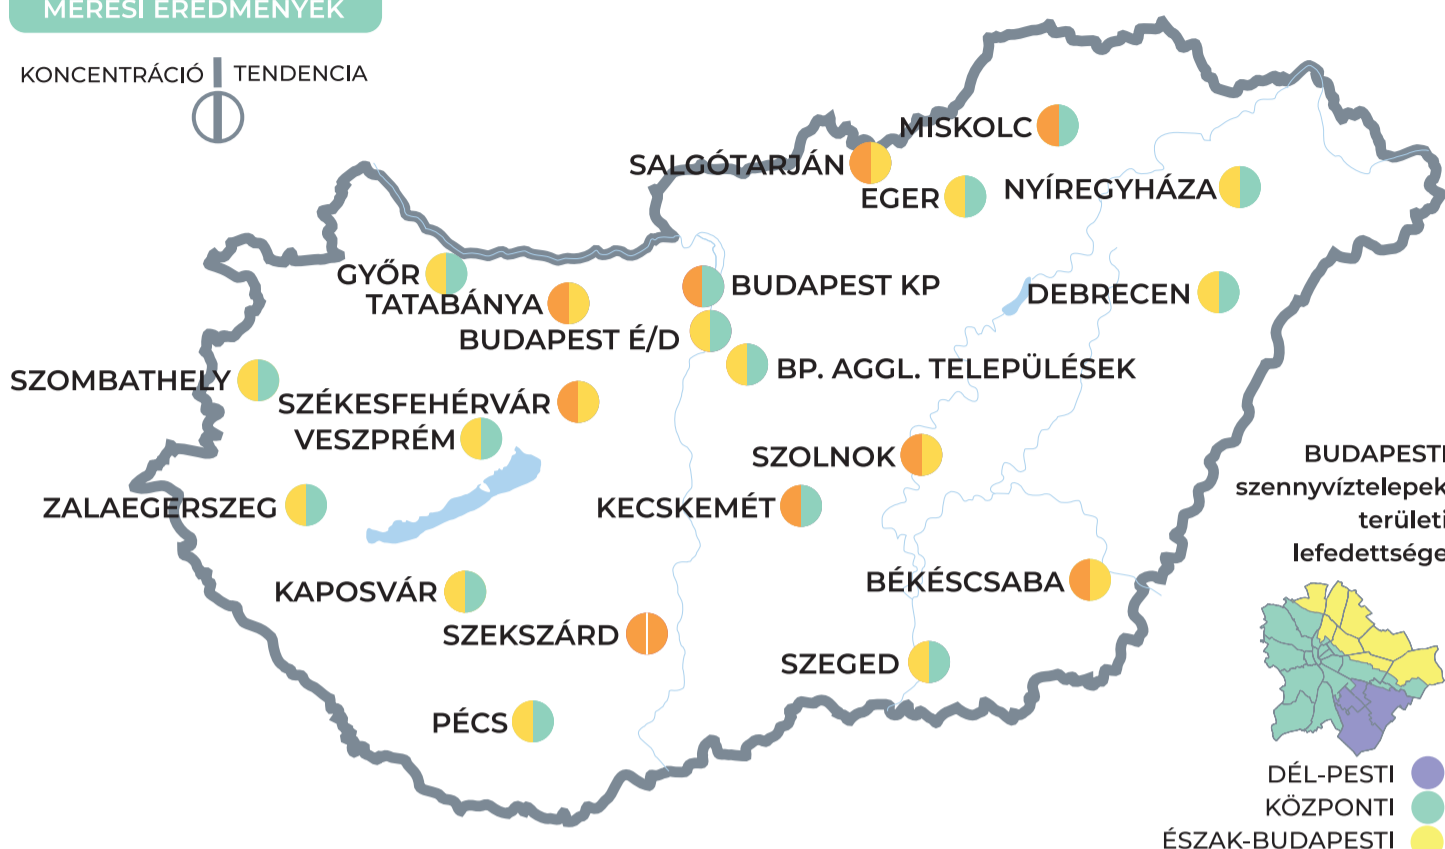 MÉRÉSI EREDMÉNYEK
KONCENTRÁCIÓ TENDENCIA
MISKOLC
SALGÓTARJÁN
EGER
NYÍREGYHÁZA
GYŐR
TATABÁNYA
BUDAPEST KP
DEBRECEN
BUDAPEST É/D
BP. AGGL. TELEPÜLÉSEK
SZOMBATHELY
SZÉKESFEHÉRVÁR
VESZPRÉM
SZOLNOK
ZALAEGERSZEG
KECSKEMÉT
BUDAPESTI
szennyvíztelepek
területi
lefedettsége
KAPOSVÁR
BÉKÉSCSABA
SZEKSZÁRD
SZEGED
PÉCS
DÉL-PESTI
KÖZPONTI
ÉSZAK-BUDAPESTI